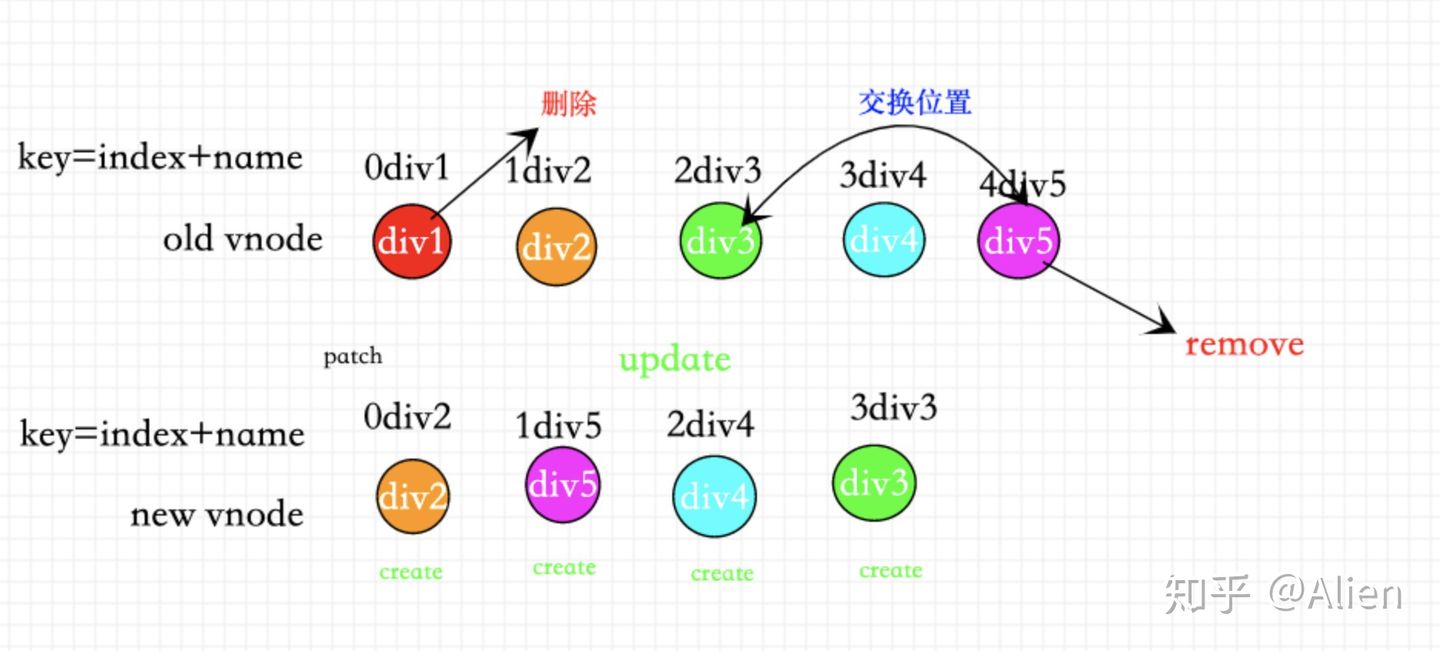 删除
交换位置
key=index+name
0div1
1div2
2div3
3div4
4div5
old vnode
div1
div2
div3
div4
div5
remove
patch
update
key=index+name
0div2
1div5
2div4
3div3
new vnode
div2
div5
div4
div3
create
create
create
create
知乎 @Alien